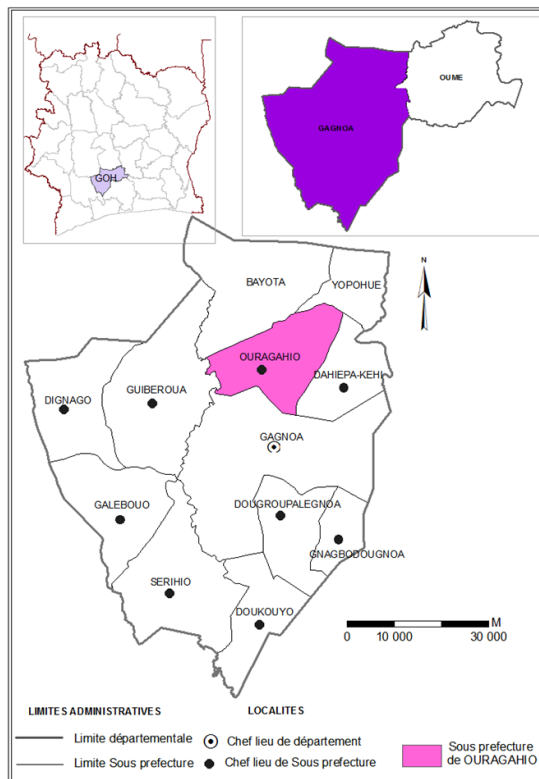 GOH
OUME
GAGNOA
BAYOTA
YOPOHUE
N
OURAGAHIO
DAHIEPA-KEHI
DIGNAGO
GUIBEROUA
GAGNOA
GALEBOUO
DOUGROUPALEGNOA
GNAGBODOUGNOA
SERIHIO
DOUKOUYO
M
0 10 000 30 000
LIMITES ADMINISTRATIVES
LOCALITES
Limite départementale
Chef lieu de département
Limite Sous prefecture
Chef lieu de Sous prefecture
Sous prefecture
de OURAGAHIO